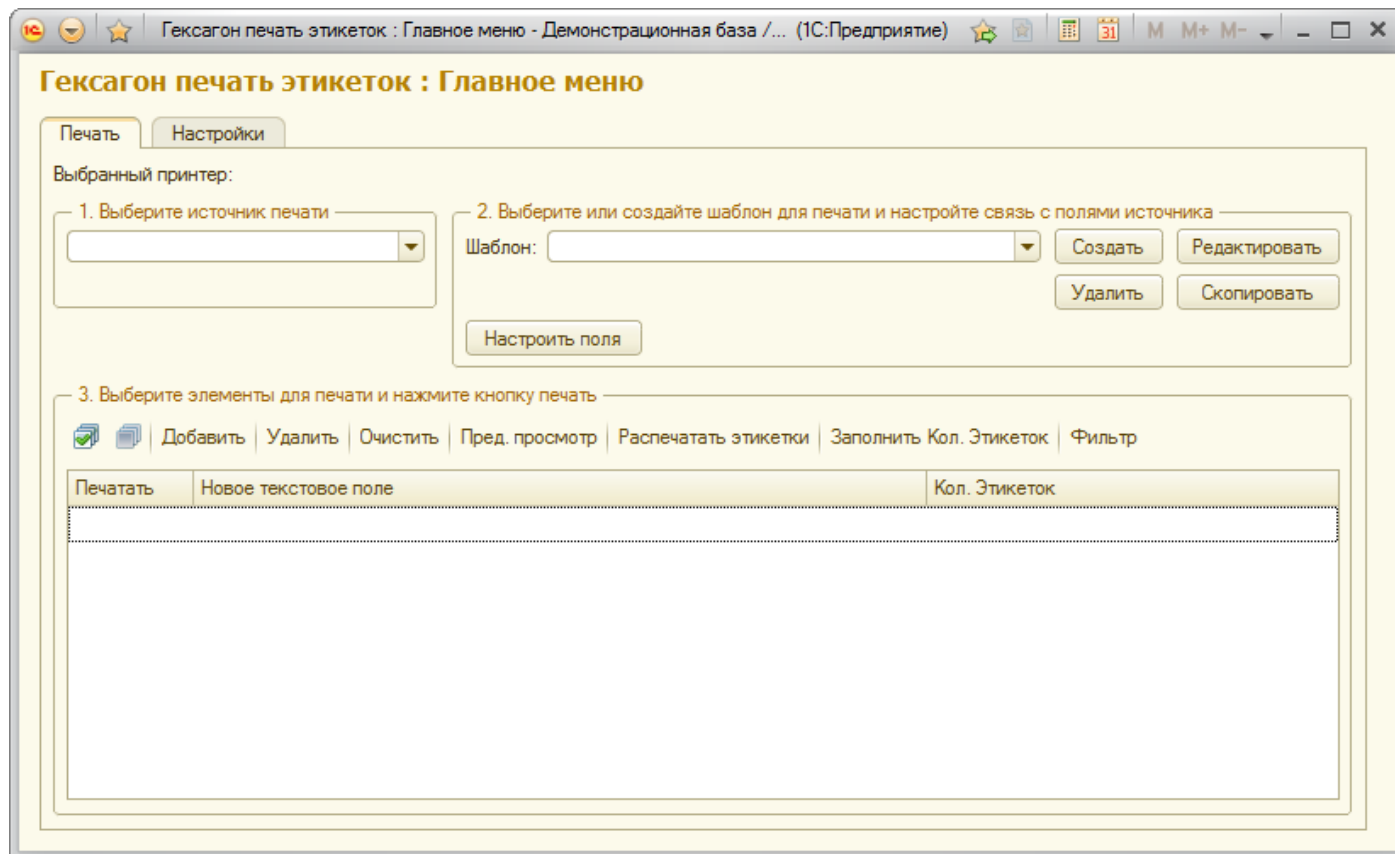 Гексагон печать этикеток : Главное меню - Демонстрационная база /... (1С:Предприятие) 31 M M+ M-
Гексагон печать этикеток : Главное меню
Печать Настройки
Выбранный принтер:
1. Выберите источник печати
2. Выберите или создайте шаблон для печати и настройте связь с полями источника
Шаблон: Создать Редактировать
Удалить Скопировать
Настроить поля
3. Выберите элементы для печати и нажмите кнопку печать
Добавить Удалить Очистить Пред. просмотр Распечатать этикетки Заполнить Кол. Этикеток Фильтр
Печатать Новое текстовое поле Кол. Этикеток